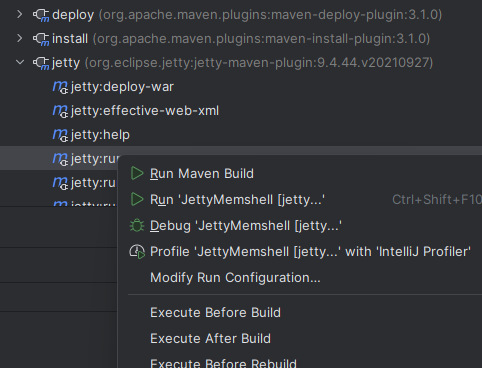 deploy (org.apache.maven.plugins:maven-deploy-plugin:3.1.0)
install (org.apache.maven.plugins:maven-install-plugin:3.1.0)
jetty (org.eclipse.jetty:jetty-maven-plugin:9.4.44.v20210927)
jetty:deploy-war
jetty:effective-web-xml
jetty:help
jetty:run
jetty:ru
jetty:ru
Run Maven Build
Run 'JettyMemshell [jetty...' Ctrl+Shift+F10
Debug 'JettyMemshell [jetty...'
Profile 'JettyMemshell [jetty...' with 'IntelliJ Profiler'
Modify Run Configuration...
Execute Before Build
Execute After Build
Execute Before Rebuild